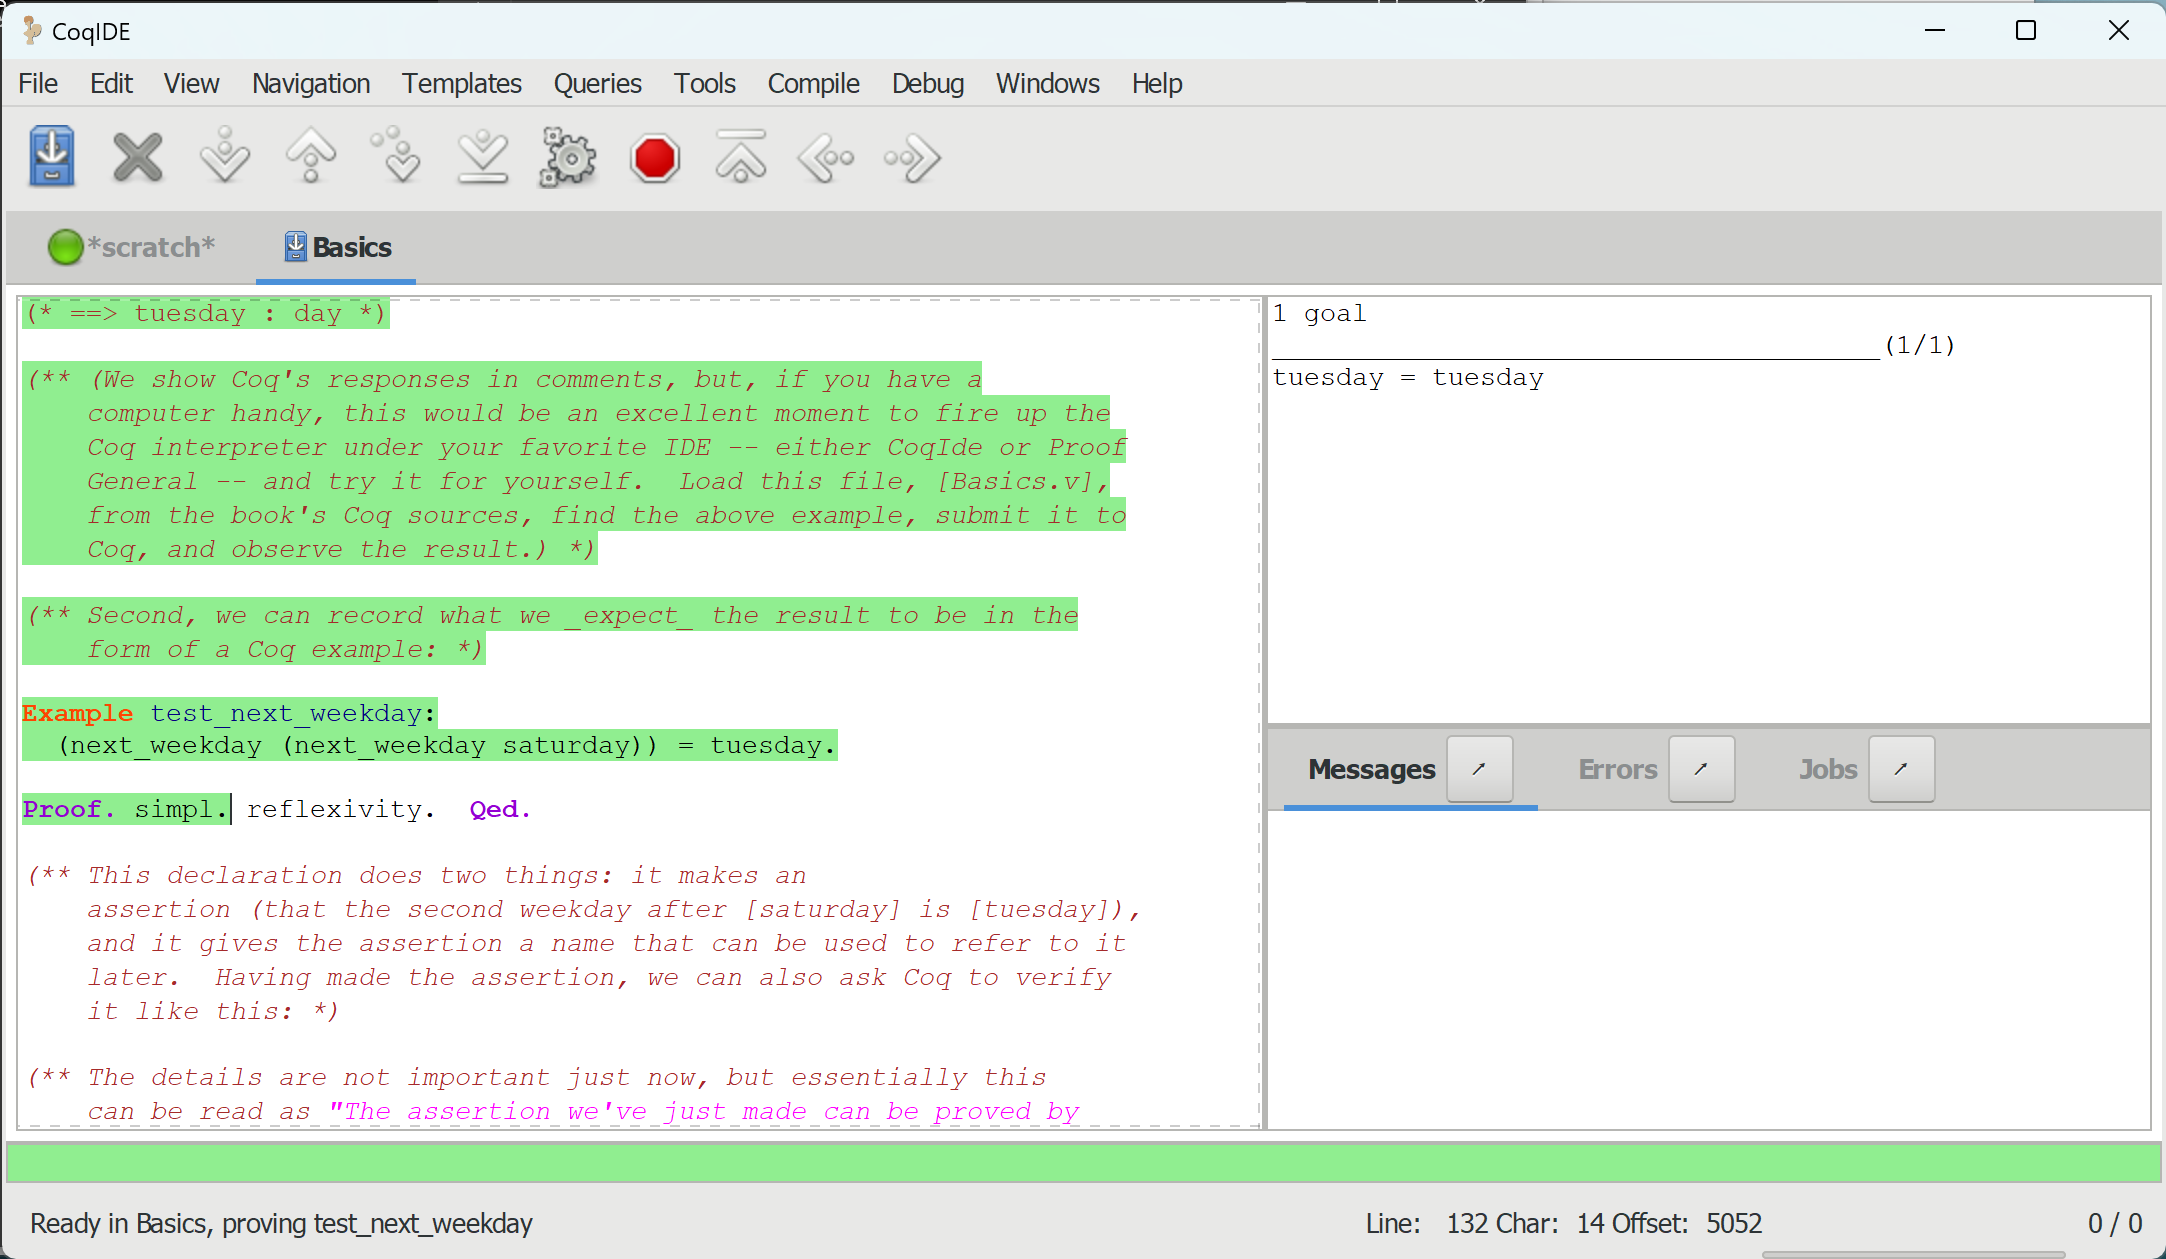 CoqIDE
File Edit View Navigation Templates Queries Tools Compile Debug Windows Help
*scratch* Basics
(* ==> tuesday : day *)
(** (We show Coq's responses in comments, but, if you have a
computer handy, this would be an excellent moment to fire up the
Coq interpreter under your favorite IDE -- either CoqIde or Proof
General -- and try it for yourself.  Load this file, [Basics.v],
from the book's Coq sources, find the above example, submit it to
Coq, and observe the result.) *)
(** Second, we can record what we _expect_ the result to be in the
form of a Coq example: *)
Example test_next_weekday:
(next_weekday (next_weekday saturday)) = tuesday.
Proof. simpl. reflexivity.  Qed.
(** This declaration does two things: it makes an
assertion (that the second weekday after [saturday] is [tuesday]),
and it gives the assertion a name that can be used to refer to it
later.  Having made the assertion, we can also ask Coq to verify
it like this: *)
(** The details are not important just now, but essentially this
can be read as "The assertion we've just made can be proved by
1 goal
(1/1)
tuesday = tuesday
Messages Errors Jobs
Ready in Basics, proving test_next_weekday
Line: 132 Char: 14 Offset: 5052
0 / 0